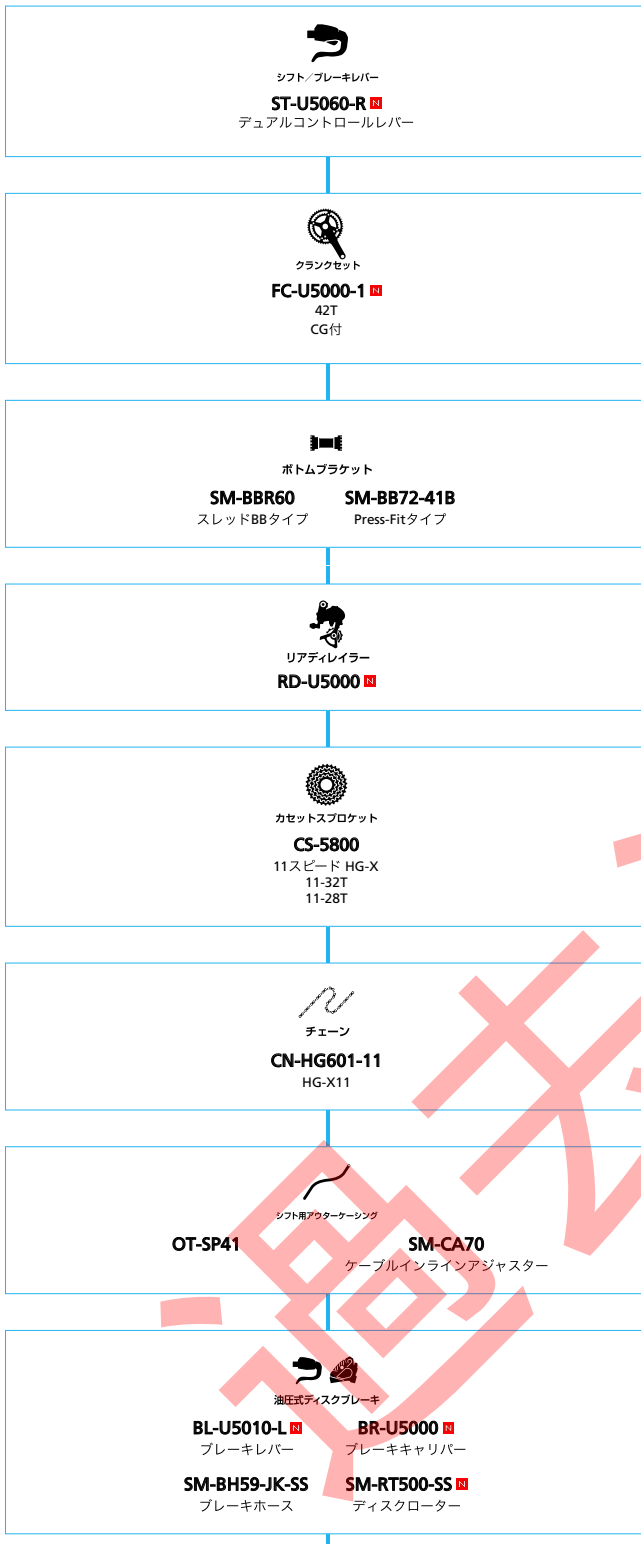 シフト／ブレーキレバー
ST-U5060-R N
デュアルコントロールレバー
クランクセット
FC-U5000-1 N
42T
CG付
ボトムブラケット
SM-BBR60 SM-BB72-41B
スレッドBBタイプ Press-Fitタイプ
リアディレイラー
RD-U5000 N
カセットスプロケット
CS-5800
11スピード HG-X
11-32T
11-28T
チェーン
CN-HG601-11
HG-X11
シフト用アウターケーシング
OT-SP41 SM-CA70
ケーブルインラインアジャスター
油圧式ディスクブレーキ
BL-U5010-L N BR-U5000 N
ブレーキレバー ブレーキキャリパー
SM-BH59-JK-SS SM-RT500-SS N
ブレーキホース ディスクローター
過去